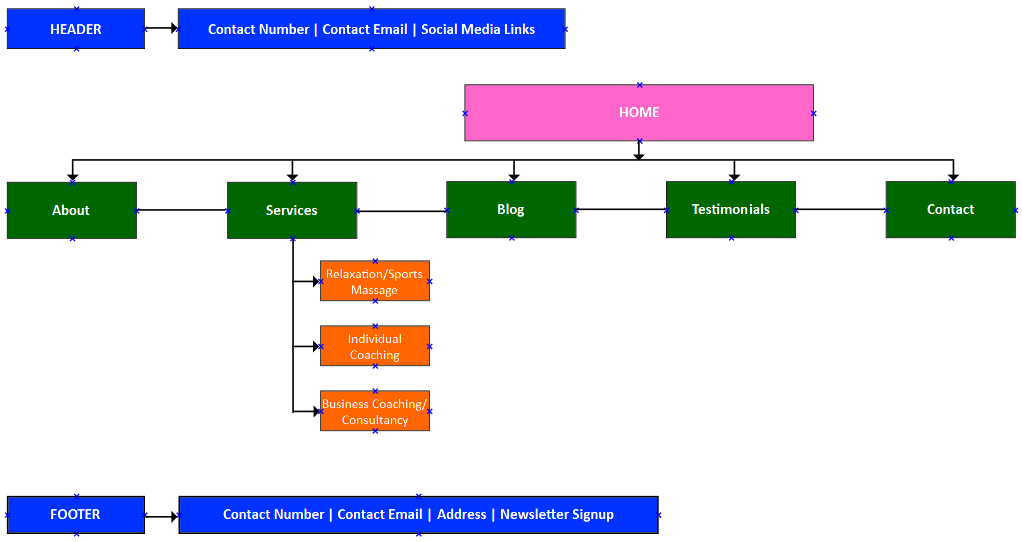 HEADER
Contact Number | Contact Email | Social Media Links
HOME
About
Services
Blog
Testimonials
Contact
Relaxation/Sports
Massage
Individual
Coaching
Business Coaching/
Consultancy
FOOTER
Contact Number | Contact Email | Address | Newsletter Signup